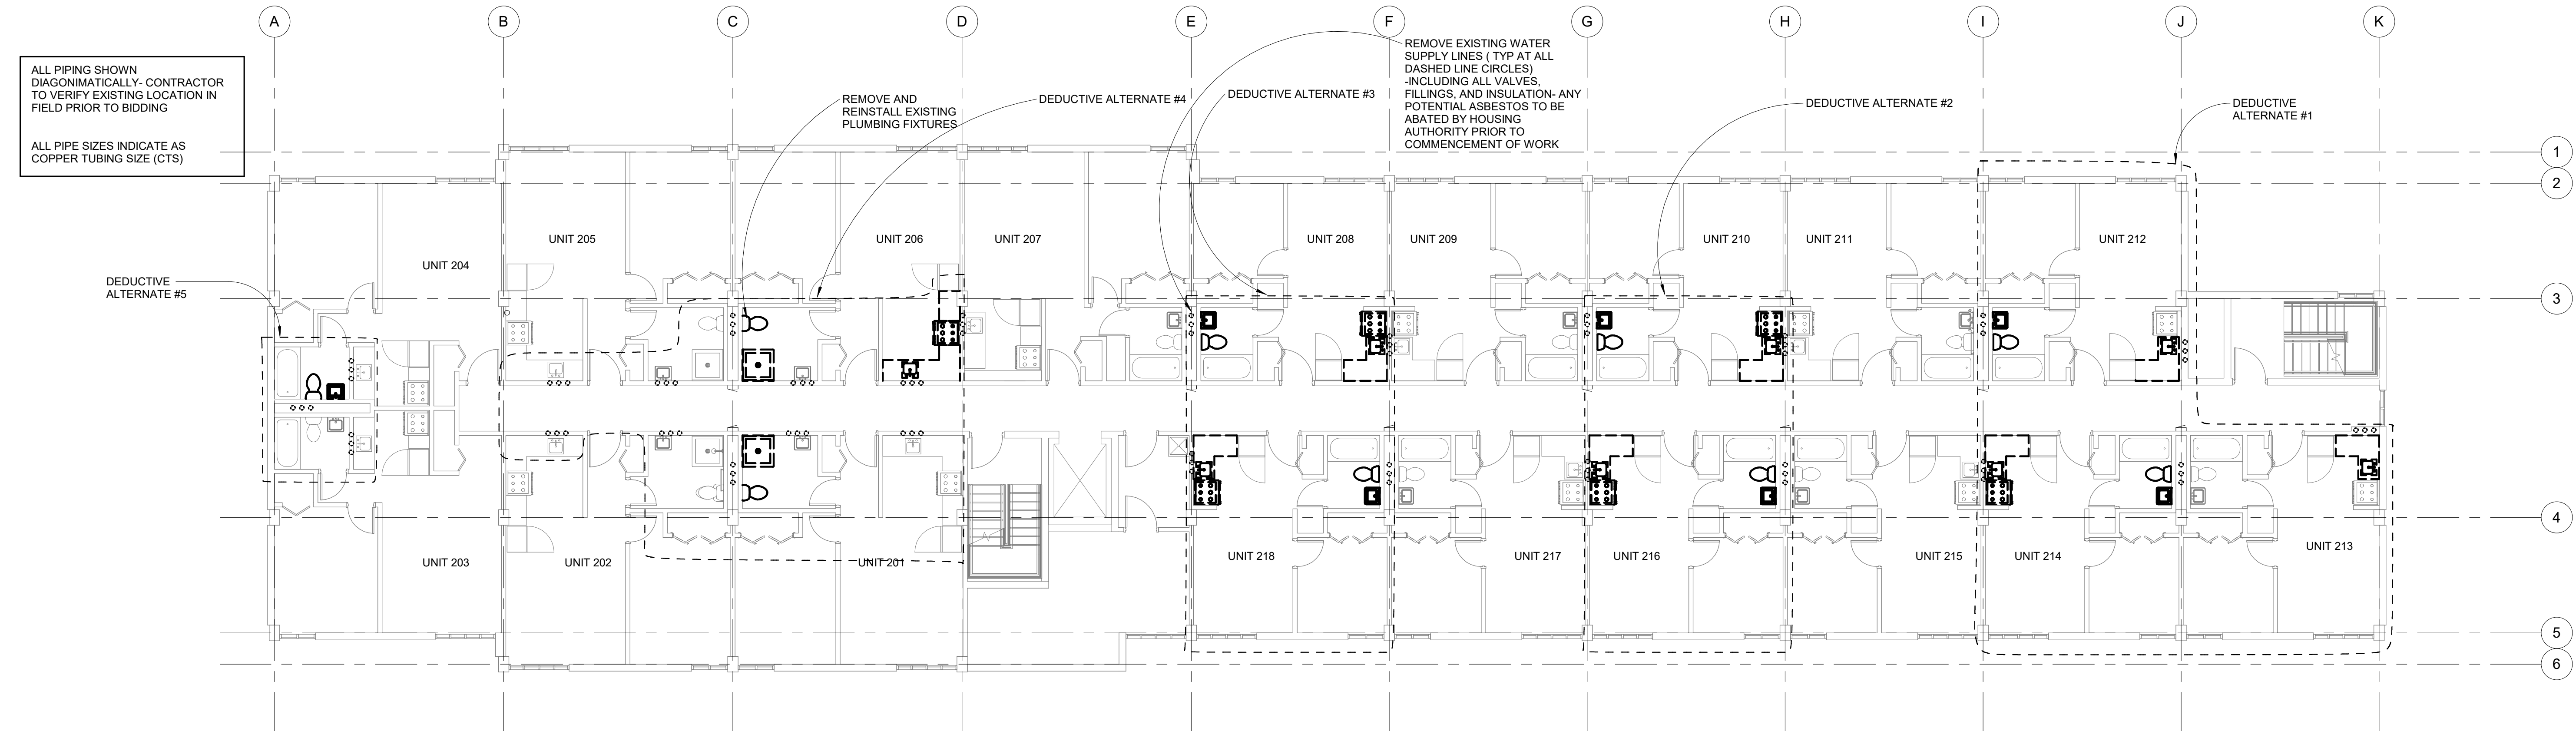 A
B
C
D
E
F
G
H
I
J
K
ALL PIPING SHOWN
DIAGONIMATICALLY- CONTRACTOR
TO VERIFY EXISTING LOCATION IN
FIELD PRIOR TO BIDDING
ALL PIPE SIZES INDICATE AS
COPPER TUBING SIZE (CTS)
REMOVE AND
REINSTALL EXISTING
PLUMBING FIXTURES
DEDUCTIVE ALTERNATE #4
DEDUCTIVE ALTERNATE #3
REMOVE EXISTING WATER
SUPPLY LINES ( TYP AT ALL
DASHED LINE CIRCLES)
-INCLUDING ALL VALVES,
FILLINGS, AND INSULATION- ANY
POTENTIAL ASBESTOS TO BE
ABATED BY HOUSING
AUTHORITY PRIOR TO
COMMENCEMENT OF WORK
DEDUCTIVE ALTERNATE #2
DEDUCTIVE
ALTERNATE #1
1
2
UNIT 204
UNIT 205
UNIT 206
UNIT 207
UNIT 208
UNIT 209
UNIT 210
UNIT 211
UNIT 212
DEDUCTIVE
ALTERNATE #5
3
4
UNIT 203
UNIT 202
UNIT 201
UNIT 218
UNIT 217
UNIT 216
UNIT 215
UNIT 214
UNIT 213
5
6